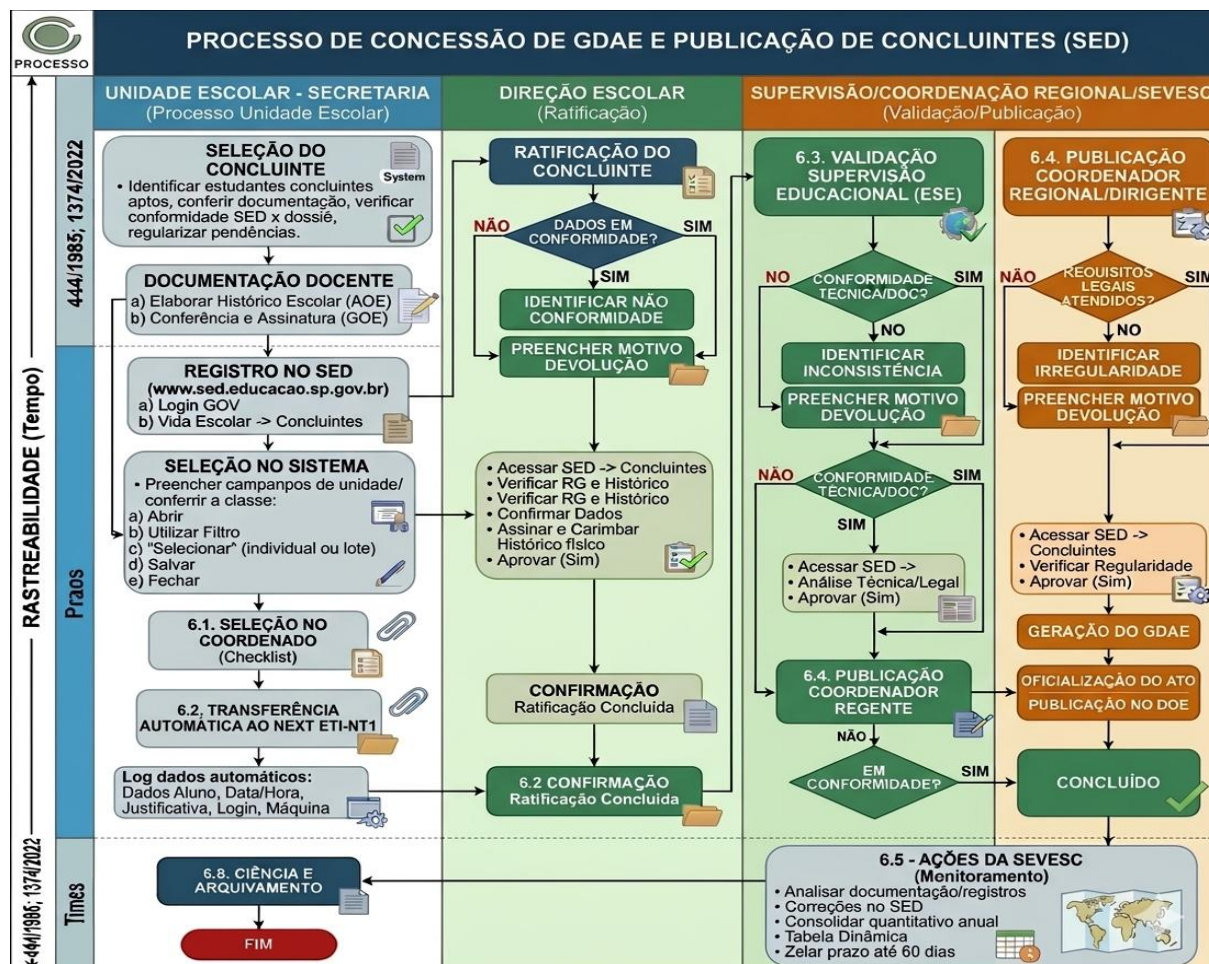 PROCESSO
PROCESSO DE CONCESSÃO DE GDAE E PUBLICAÇÃO DE CONCLUINTES (SED)
RASTREABILIDADE (Tempo)
444/1985; 1374/2022
Praos
Times
UNIDADE ESCOLAR - SECRETARIA
(Processo Unidade Escolar)
SELEÇÃO DO
CONCLUINTE
System
• Identificar estudantes concluintes
aptos, conferir documentação, verificar
conformidade SED x dossié,
regularizar pendências.
DOCUMENTAÇÃO DOCENTE
a) Elaborar Histórico Escolar (AOE)
b) Conferência e Assinatura (GOE)
REGISTRO NO SED
(www.sed.educacao.sp.gov.br)
a) Login GOV
b) Vida Escolar -> Concluintes
SELEÇÃO NO SISTEMA
• Preencher campanpos de unidade/
conferrir a classe:
a) Abrir
b) Utilizar Filtro
c) "Selecionar" (individual ou lote)
d) Salvar
e) Fechar
6.1. SELEÇÃO NO
COORDENADO
(Checklist)
6.2. TRANSFERÊNCIA
AUTOMÁTICA AO NEXT ETI-NT1
Log dados automáticos:
Dados Aluno, Data/Hora,
Justificativa, Login, Máquina
6.8. CIÊNCIA E
ARQUIVAMENTO
FIM
DIREÇÃO ESCOLAR
(Ratificação)
RATIFICAÇÃO DO
CONCLUINTE
NÃO
DADOS EM
CONFORMIDADE?
SIM
SIM
IDENTIFICAR NÃO
CONFORMIDADE
PREENCHER MOTIVO
DEVOLUÇÃO
• Acessar SED -> Concluintes
• Verificar RG e Histórico
• Verificar RG e Histórico
• Confirmar Dados
• Assinar e Carimbar
Histórico físico
• Aprovar (Sim)
CONFIRMAÇÃO
Ratificação Concluída
6.2 CONFIRMAÇÃO
Ratificação Concluída
SUPERVISÃO/COORDENAÇÃO REGIONAL/SEVESC
(Validação/Publicação)
6.3. VALIDAÇÃO
SUPERVISÃO
EDUCACIONAL (ESE)
NO
CONFORMIDADE
TÉCNICA/DOC?
SIM
NO
IDENTIFICAR
INCONSISTÊNCIA
PREENCHER MOTIVO
DEVOLUÇÃO
NÃO
CONFORMIDADE
TÉCNICA/DOC?
SIM
SIM
• Acessar SED ->
• Análise Técnica/Legal
• Aprovar (Sim)
6.4. PUBLICAÇÃO
COORDENADOR
REGENTE
NÃO
EM
CONFORMIDADE?
SIM
6.4. PUBLICAÇÃO
COORDENADOR
REGIONAL/DIRIGENTE
NÃO
REQUISITOS
LEGAIS
ATENDIDOS?
SIM
NO
IDENTIFICAR
IRREGULARIDADE
PREENCHER MOTIVO
DEVOLUÇÃO
• Acessar SED ->
Concluintes
• Verificar Regularidade
• Aprovar (Sim)
GERAÇÃO DO GDAE
OFICIALIZAÇÃO DO ATO
PUBLICAÇÃO NO DOE
CONCLUÍDO
6.5 - AÇÕES DA SEVESC
(Monitoramento)
• Analisar documentação/registros
• Correções no SED
• Consolidar quantitativo anual
• Tabela Dinâmica
• Zelar prazo até 60 dias